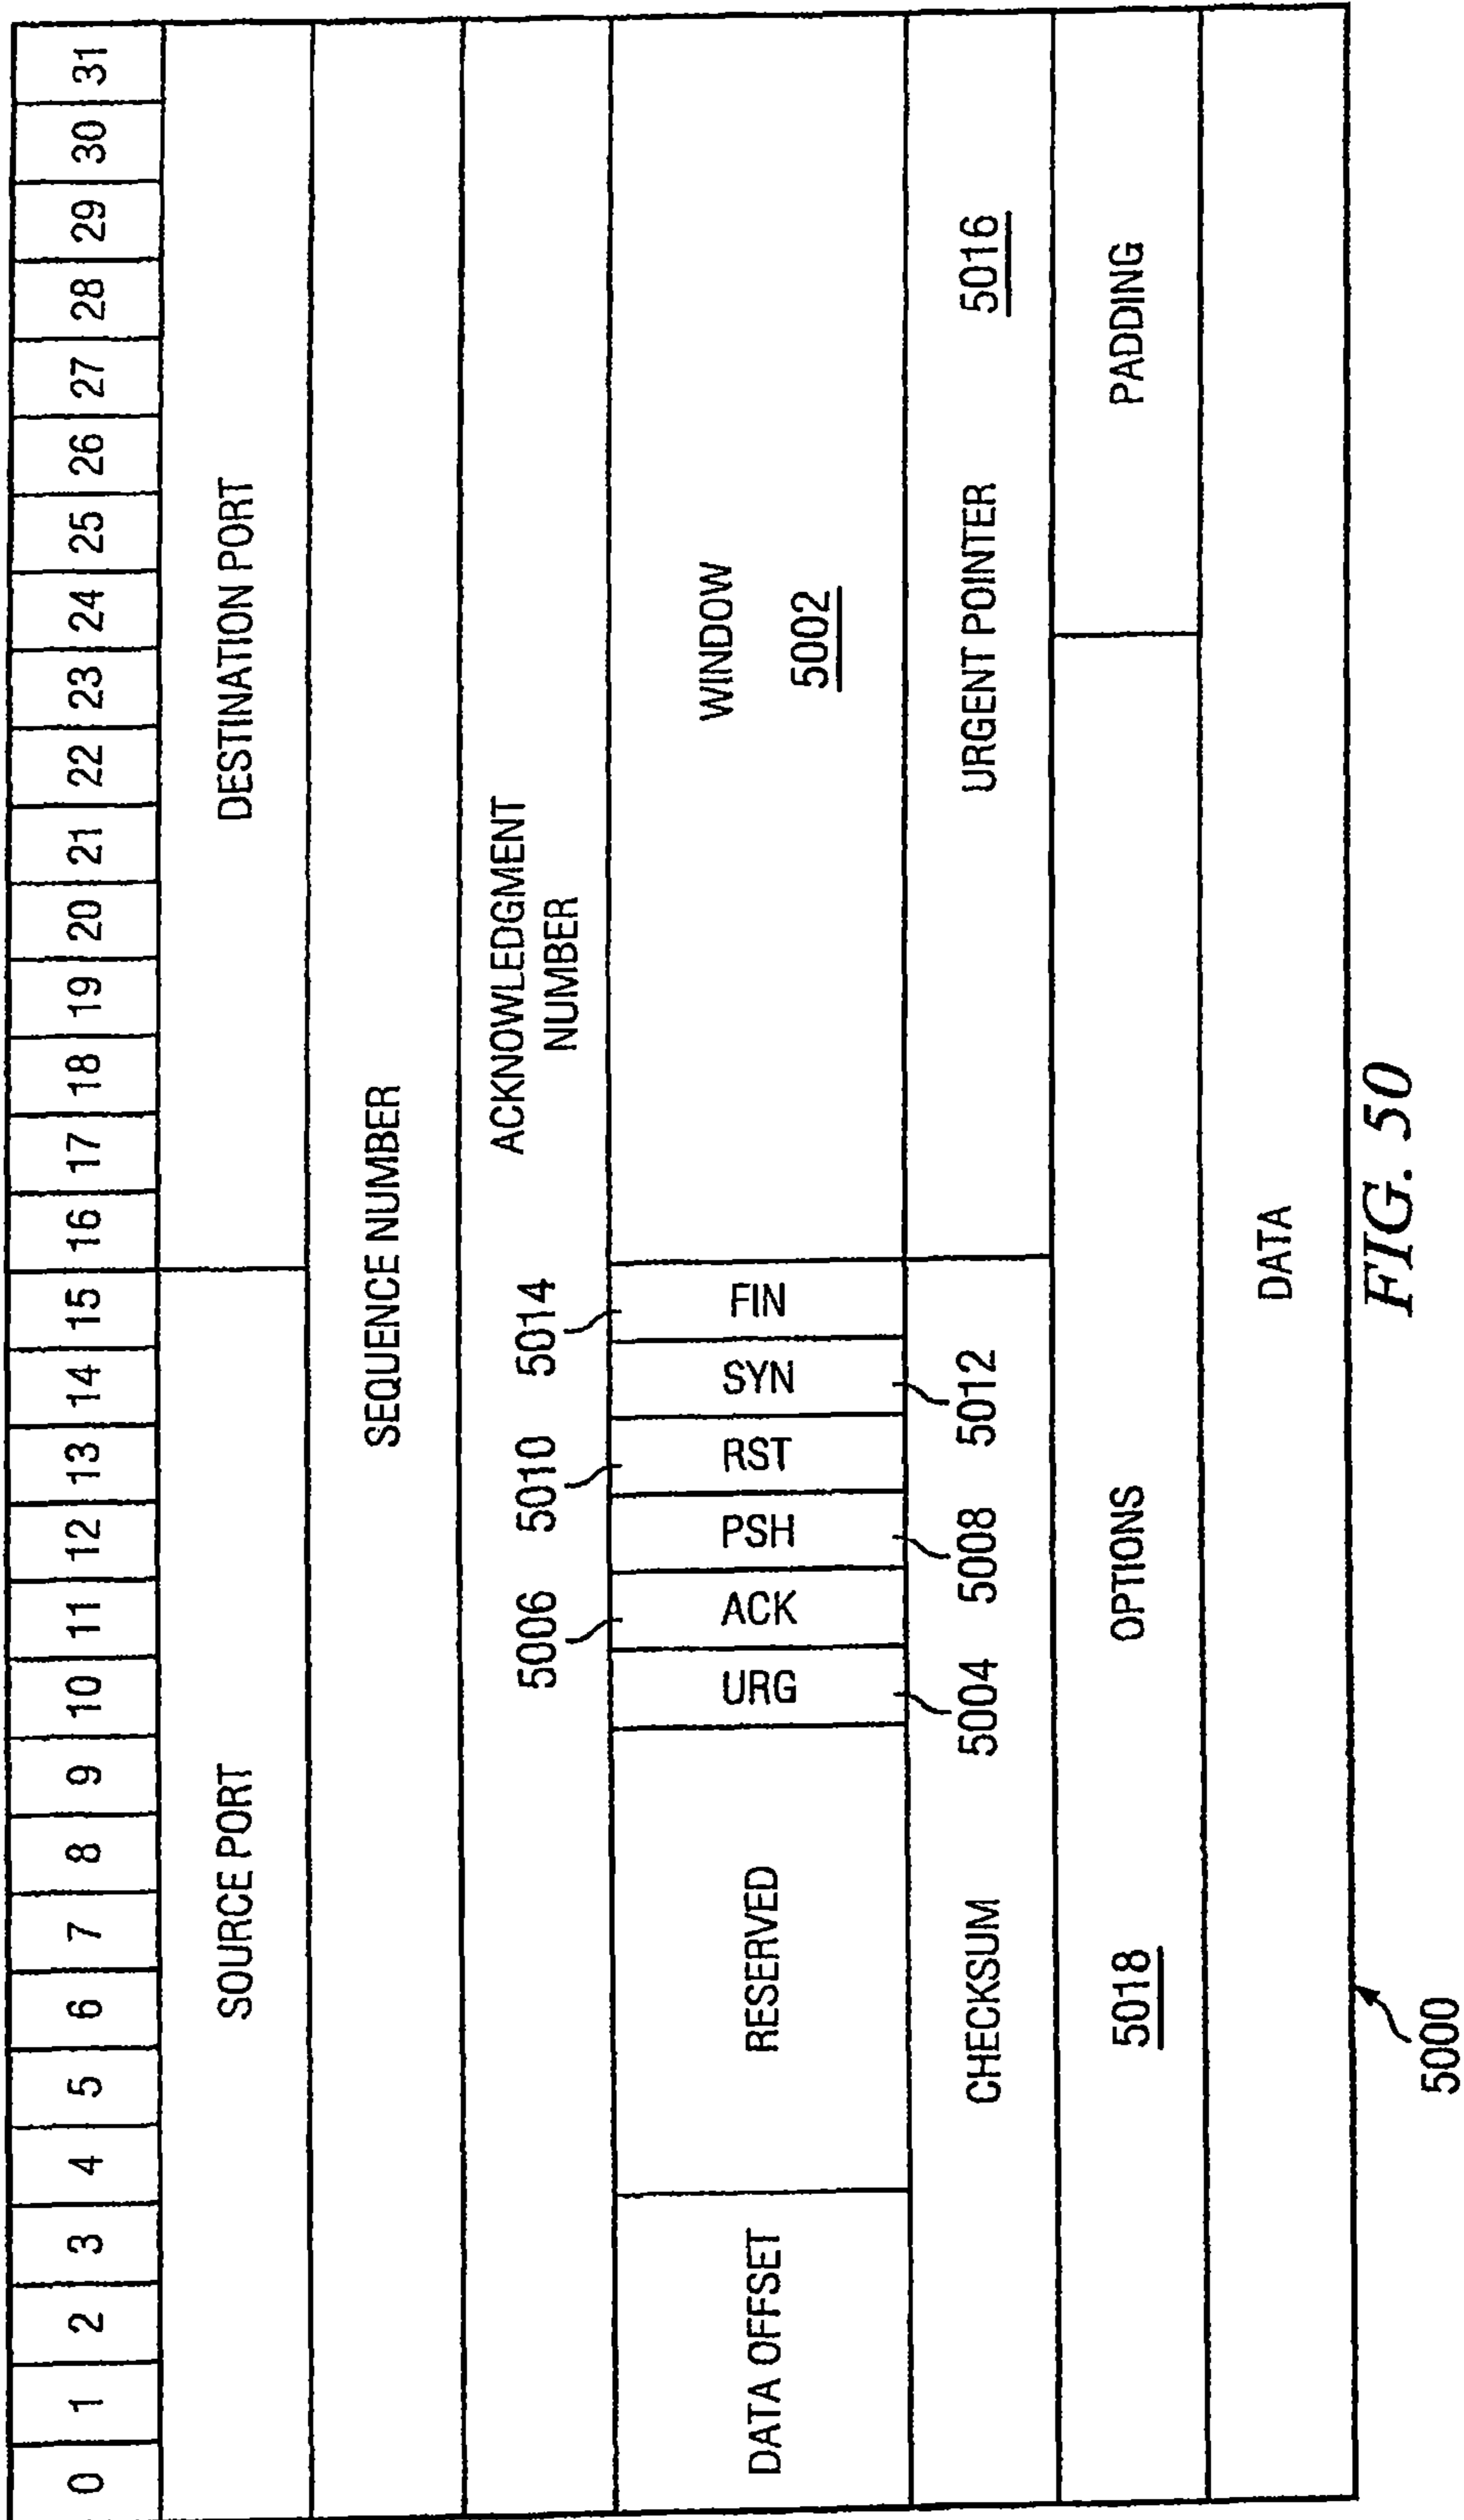 0 1 2 3 4 5 6 7 8 9 10 11 12 13 14 15 16 17 18 19 20 21 22 23 24 25 26 27 28 29 30 31
SOURCE PORT DESTINATION PORT
SEQUENCE NUMBER
ACKNOWLEDGMENT
NUMBER
5006 5010 5014
DATA OFFSET RESERVED URG ACK PSH RST SYN FIN WINDOW
5002
5004 5008 5012
CHECKSUM URGENT POINTER 5016
5018 OPTIONS PADDING
DATA
5000
FIG. 50